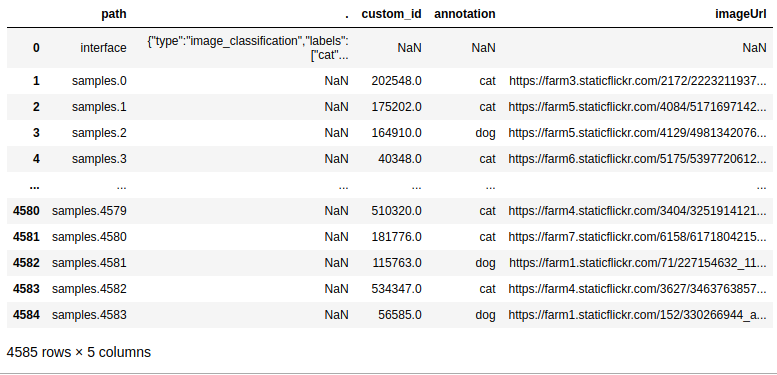 path . custom_id annotation imageUrl
0 interface {"type":"image_classification","labels":
["cat"... NaN NaN NaN
1 samples.0 NaN 202548.0 cat https://farm3.staticflickr.com/2172/2223211937...
2 samples.1 NaN 175202.0 cat https://farm5.staticflickr.com/4084/5171697142...
3 samples.2 NaN 164910.0 dog https://farm5.staticflickr.com/4129/4981342076...
4 samples.3 NaN 40348.0 cat https://farm6.staticflickr.com/5175/5397720612...
... ... ... ... ... ...
4580 samples.4579 NaN 510320.0 cat https://farm4.staticflickr.com/3404/3251914121...
4581 samples.4580 NaN 181776.0 cat https://farm7.staticflickr.com/6158/6171804215...
4582 samples.4581 NaN 115763.0 dog https://farm1.staticflickr.com/71/227154632_11...
4583 samples.4582 NaN 534347.0 cat https://farm4.staticflickr.com/3627/3463763857...
4584 samples.4583 NaN 56585.0 dog https://farm1.staticflickr.com/152/330266944_a...
4585 rows × 5 columns